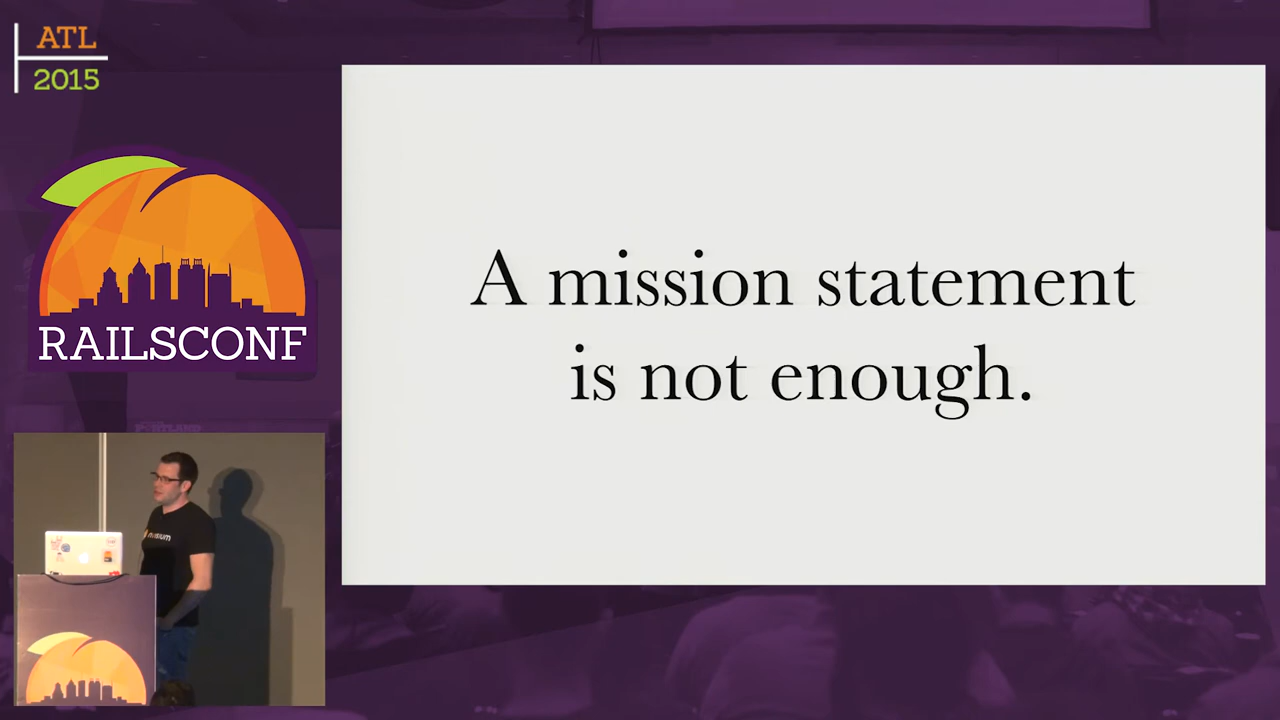 ATL
2015
RAILSCONF
A mission statement
is not enough.